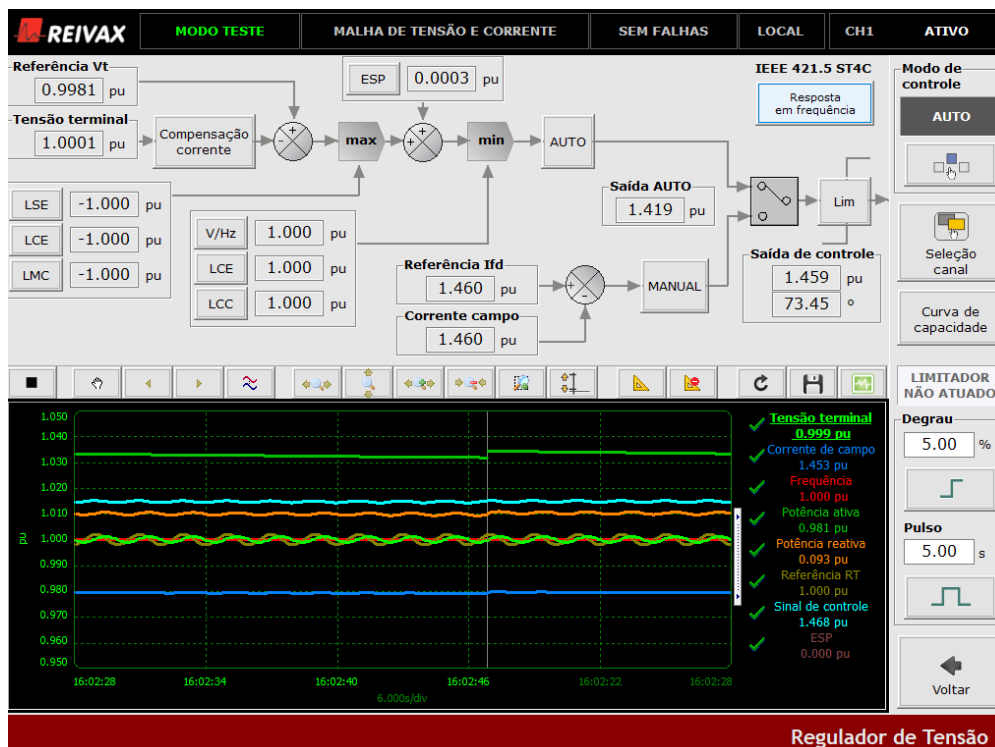 REIVAX
MODO TESTE
MALHA DE TENSÃO E CORRENTE
SEM FALHAS
LOCAL
CH1
ATIVO
Referência Vt
0.9981 pu
Tensão terminal
1.0001 pu
Compensação
corrente
ESP
0.0003 pu
max
min
AUTO
IEEE 421.5 ST4C
Resposta
em frequência
LSE -1.000 pu
LCE -1.000 pu
LMC -1.000 pu
V/Hz 1.000 pu
LCE 1.000 pu
LCC 1.000 pu
Saída AUTO
1.419 pu
Lim
Referência Ifd
1.460 pu
Corrente campo
1.460 pu
MANUAL
Saída de controle
1.459 pu
73.45 °
Modo de
controle
AUTO
Seleção
canal
Curva de
capacidade
LIMITADOR
NÃO ATUADO
Degrau
5.00 %
Pulso
5.00 s
Voltar
1.050
1.040
1.030
1.020
1.010
1.000
0.990
0.980
0.970
0.960
0.950
pu
16:02:28
16:02:34
16:02:40
16:02:46
16:02:22
16:02:28
6.000s/div
Tensão terminal
0.999 pu
Corrente de campo
1.453 pu
Frequência
1.000 pu
Potência ativa
0.981 pu
Potência reativa
0.093 pu
Referência RT
1.000 pu
Sinal de controle
1.468 pu
ESP
0.000 pu
Regulador de Tensão